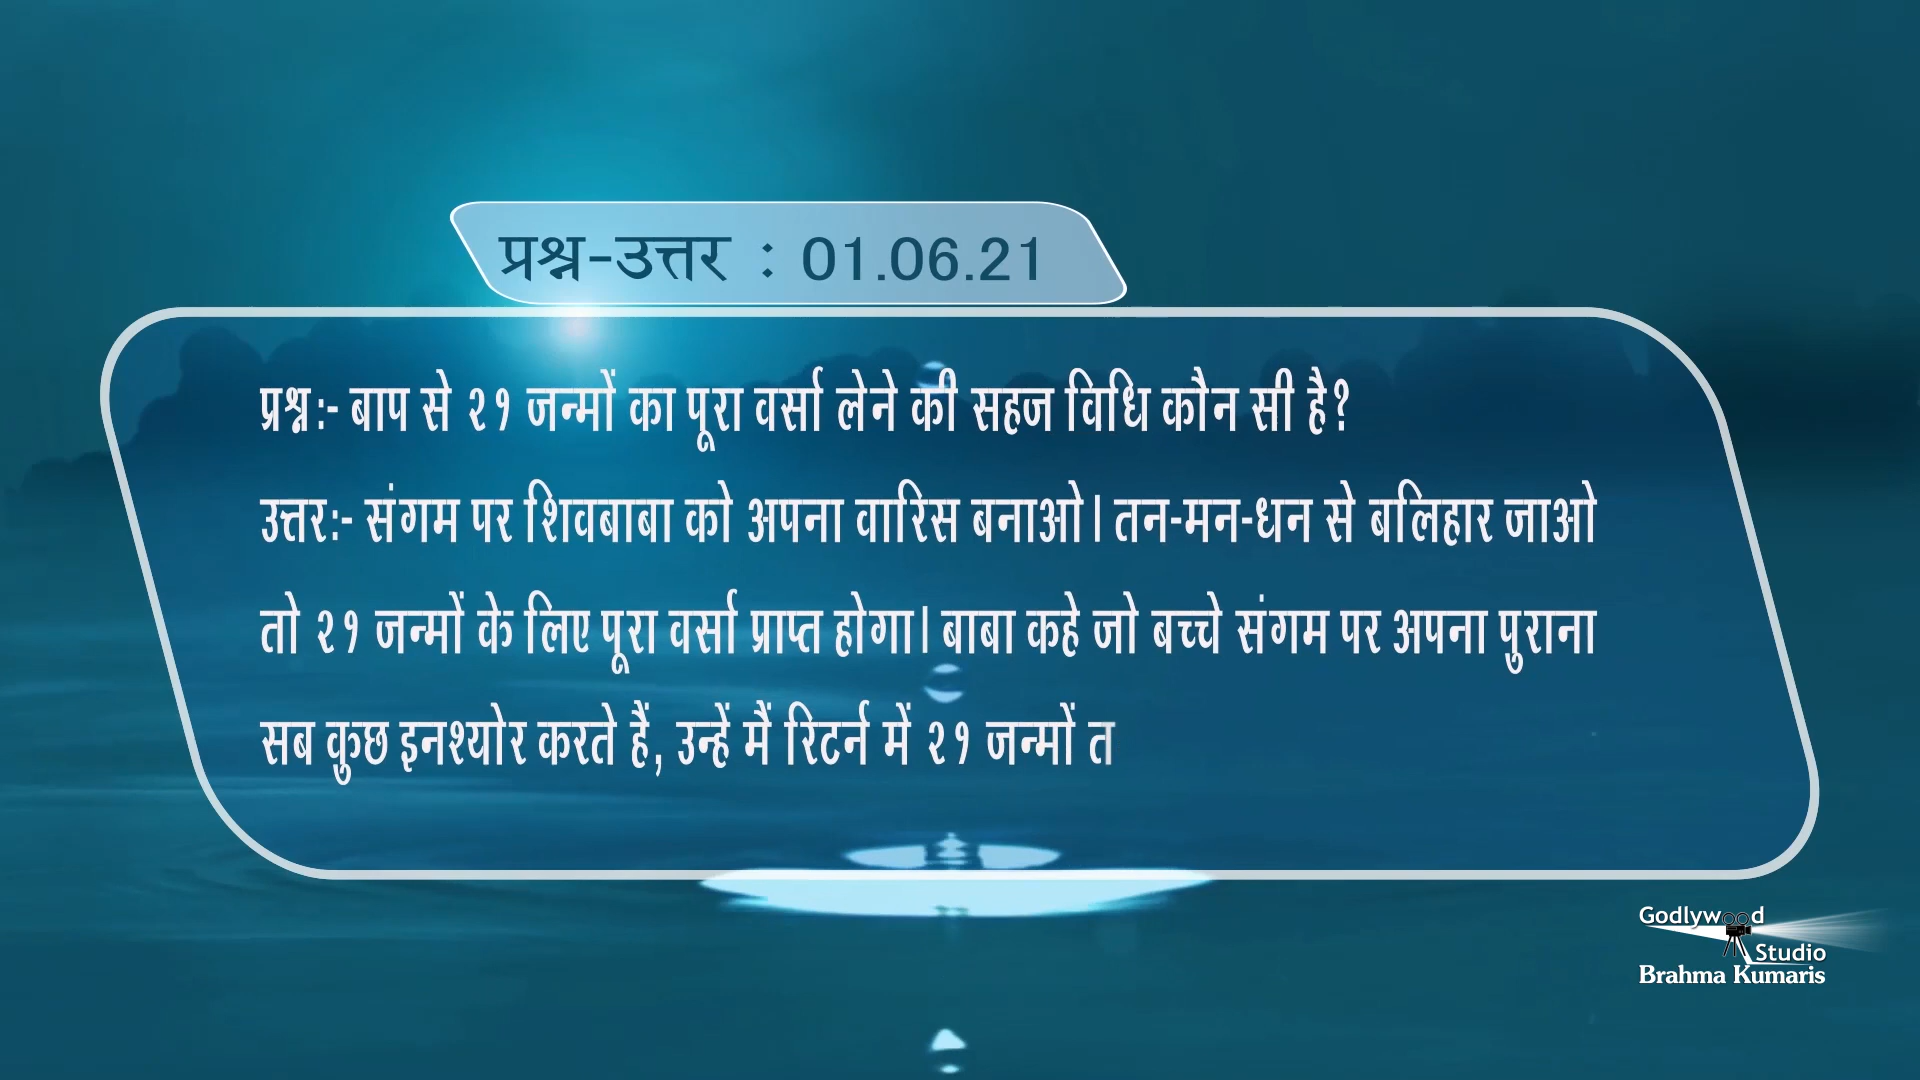 प्रश्न-उत्तर : 01.06.21
प्रश्न:- बाप से २१ जन्मों का पूरा वर्सा लेने की सहज विधि कौन सी है?
उत्तर:- संगम पर शिवबाबा को अपना वारिस बनाओ। तन-मन-धन से बलिहार जाओ
तो २१ जन्मों के लिए पूरा वर्सा प्राप्त होगा। बाबा कहे जो बच्चे संगम पर अपना पुराना
सब कुछ इनश्योर करते हैं, उन्हें मैं रिटर्न में २१ जन्मों त
Godlywood
Studio
Brahma Kumaris